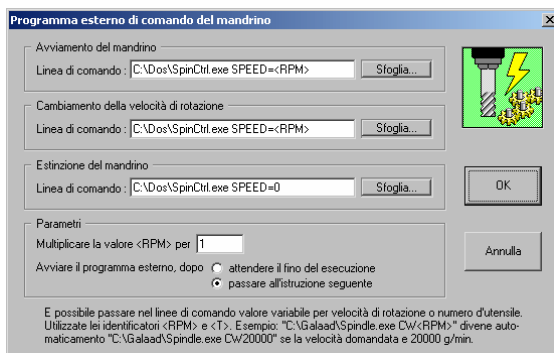 Programma esterno di comando del mandrino
Avviamento del mandrino
Linea di comando : C:\Dos\SpinCtrl.exe SPEED=<RPM> Sfoglia...
Cambiamento della velocità di rotazione
Linea di comando : C:\Dos\SpinCtrl.exe SPEED=<RPM> Sfoglia...
Estinzione del mandrino
Linea di comando : C:\Dos\SpinCtrl.exe SPEED=0 Sfoglia...
OK
Parametri
Multiplicare la valore <RPM> per 1
Annulla
Avviare il programma esterno, dopo attendere il fino del esecuzione
passare all'istruzione seguente
E possibile passare nel linee di comando valore variabile per velocità di rotazione o numero d'utensile.
Utilizzate lei identificatori <RPM> e <T>. Esempio: "C:\Galaad\Spindle.exe CW<RPM>" divene auto-
maticamento "C:\Galaad\Spindle.exe CW20000" se la velocità domandata e 20000 g/min.